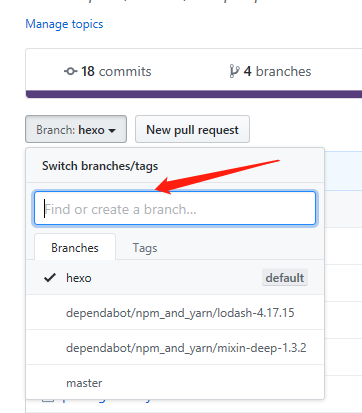 Manage topics
18 commits
4 branches
Branch: hexo
New pull request
Switch branches/tags
Find or create a branch...
Branches
Tags
hexo
default
dependabot/npm_and_yarn/lodash-4.17.15
dependabot/npm_and_yarn/mixin-deep-1.3.2
master